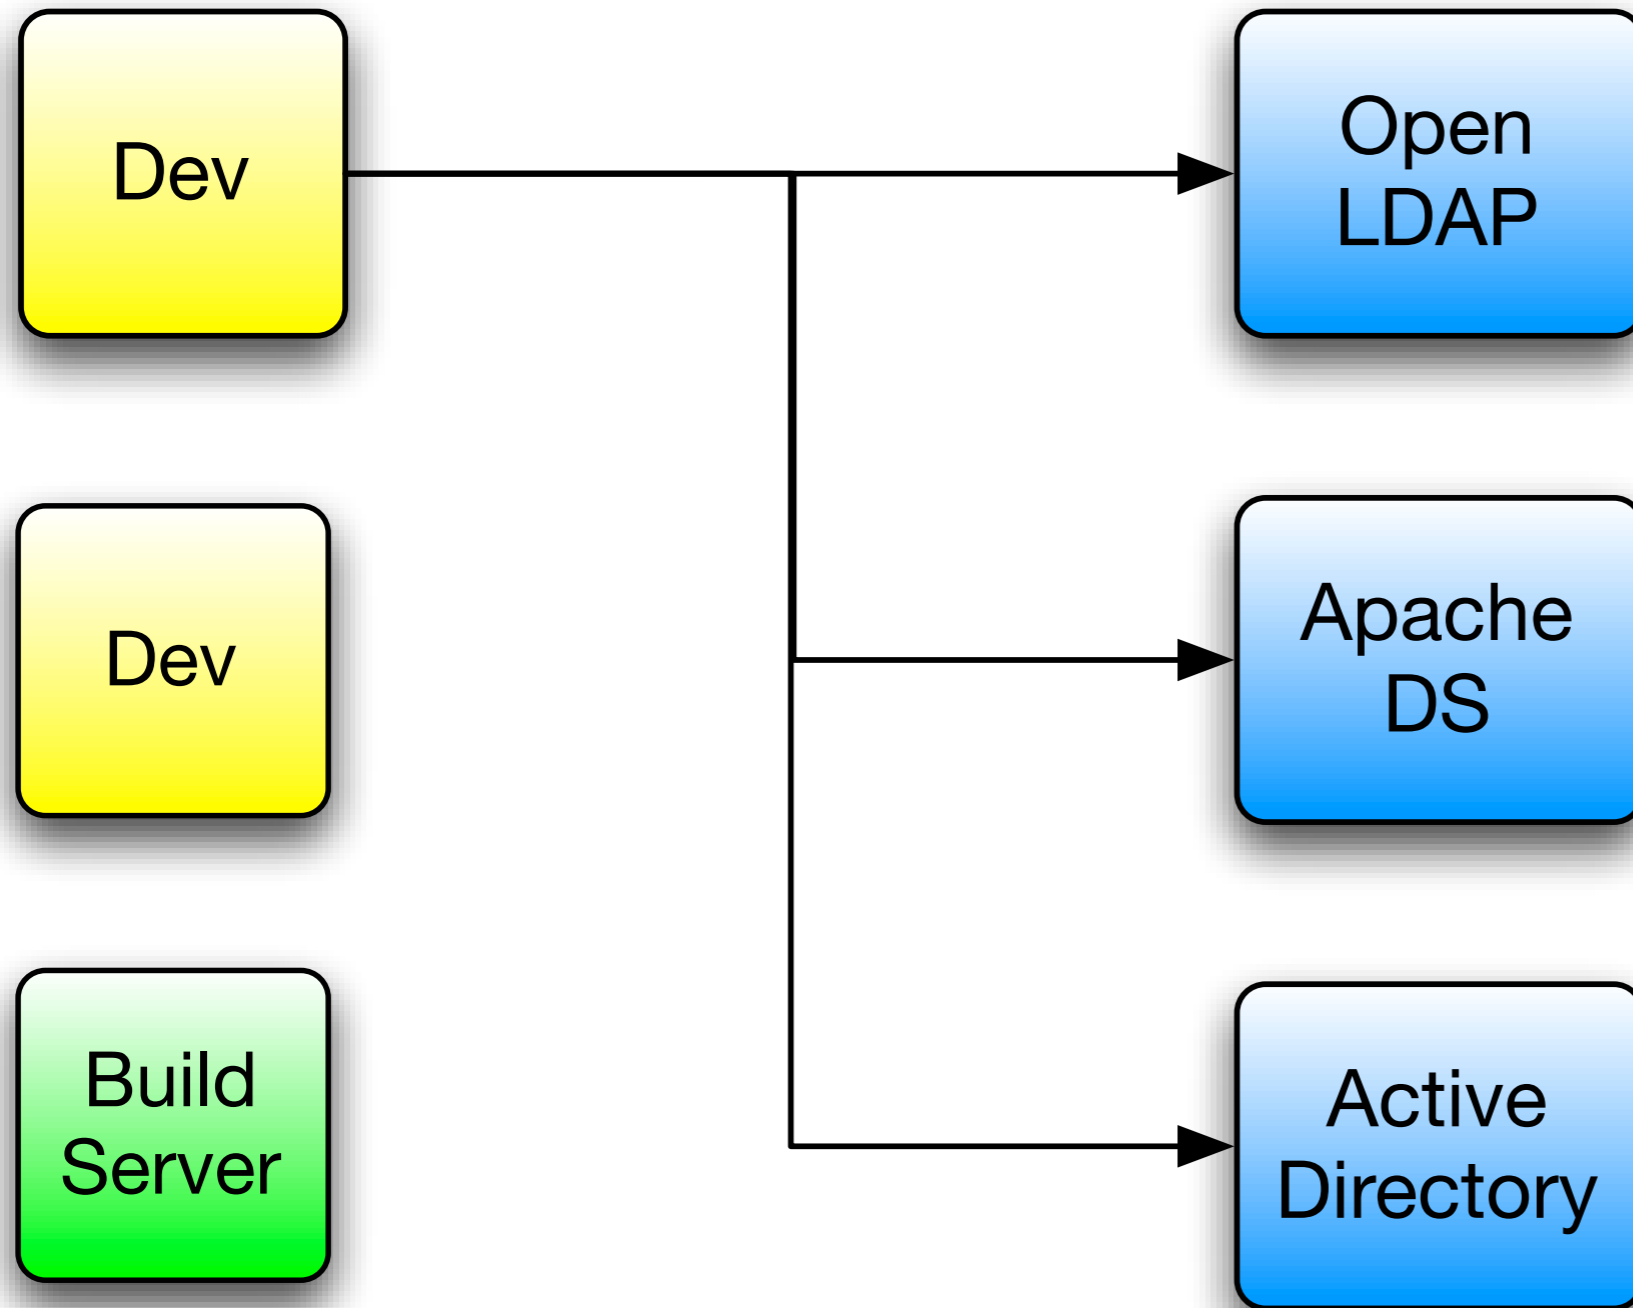 Dev
Open
LDAP
Dev
Apache
DS
Build
Server
Active
Directory